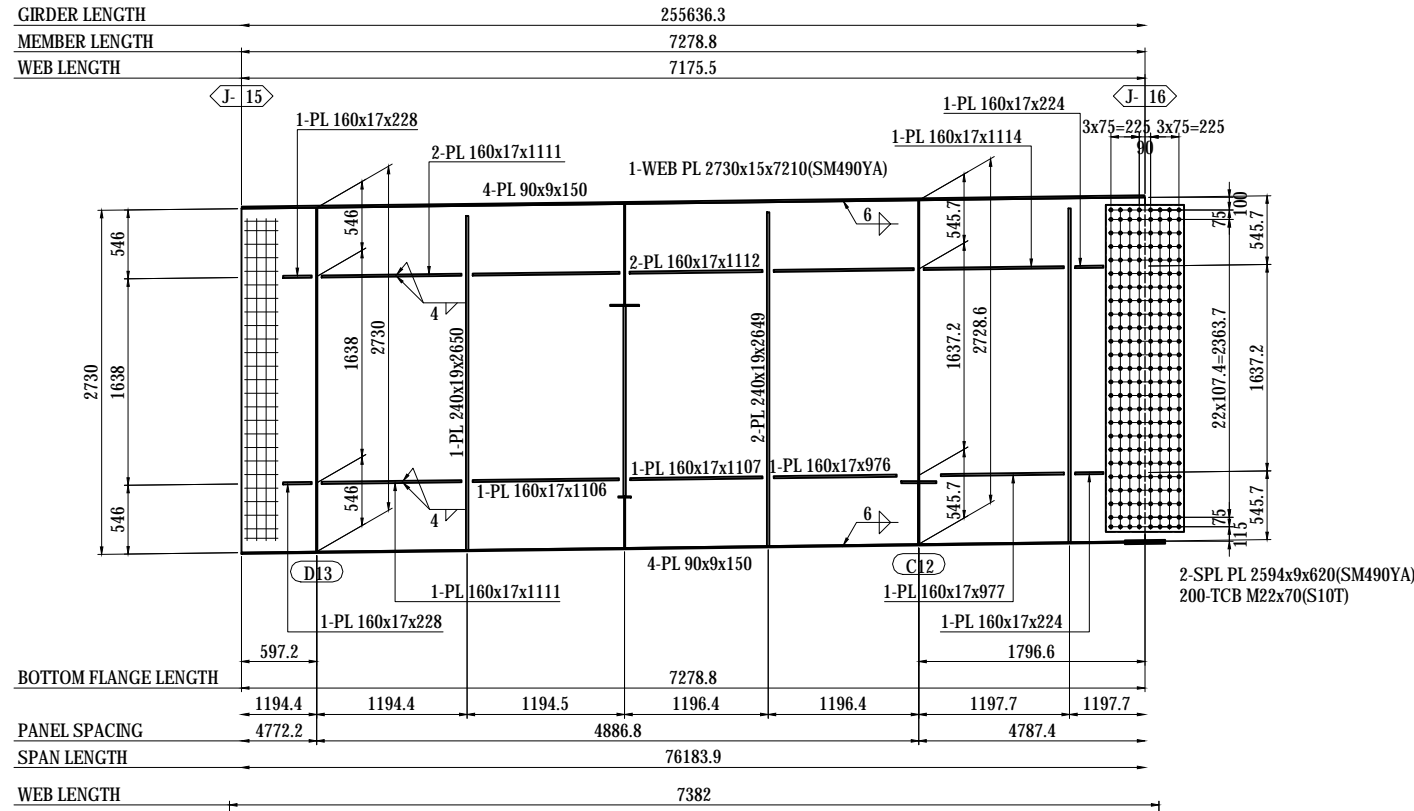 GIRDER LENGTH 255636.3
MEMBER LENGTH 7278.8
WEB LENGTH 7175.5
J- 15
J- 16
1-PL 160x17x228
1-PL 160x17x224
3x75=225 3x75=225
90
2-PL 160x17x1111
1-PL 160x17x1114
1-WEB PL 2730x15x7210(SM490YA)
4-PL 90x9x150
6
546
1638
546
2730
546
1638
546
2730
4
4
2-PL 160x17x1112
1-PL 240x19x2650
2-PL 240x19x2649
545.7
1637.2
545.7
2728.6
100
75
22x107.4=2363.7
75
115
545.7
1637.2
545.7
1-PL 160x17x1107
1-PL 160x17x976
1-PL 160x17x1106
6
D13
C12
4-PL 90x9x150
1-PL 160x17x1111
1-PL 160x17x977
1-PL 160x17x228
1-PL 160x17x224
2-SPL PL 2594x9x620(SM490YA)
200-TCB M22x70(S10T)
597.2
1796.6
BOTTOM FLANGE LENGTH 7278.8
1194.4 1194.4 1194.5 1196.4 1196.4 1197.7 1197.7
PANEL SPACING 4772.2 4886.8 4787.4
SPAN LENGTH 76183.9
WEB LENGTH 7382